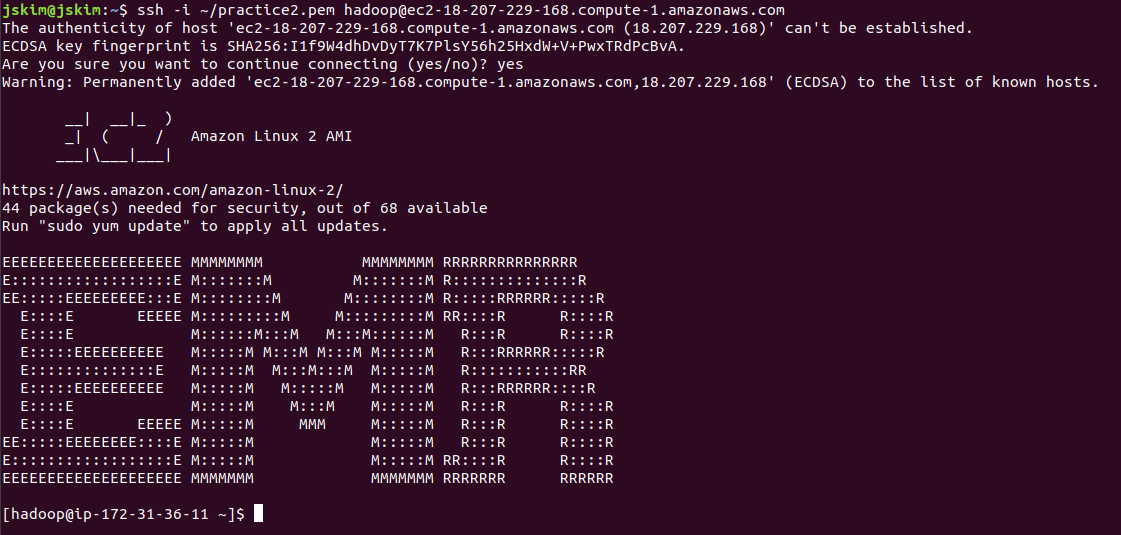 jskim@jskim:~$ ssh -i ~/practice2.pem hadoop@ec2-18-207-229-168.compute-1.amazonaws.com
The authenticity of host 'ec2-18-207-229-168.compute-1.amazonaws.com (18.207.229.168)' can't be established.
ECDSA key fingerprint is SHA256:I1f9W4dhDvDyT7K7PlsY56h25HxdW+V+PwxTRdPcBvA.
Are you sure you want to continue connecting (yes/no)? yes
Warning: Permanently added 'ec2-18-207-229-168.compute-1.amazonaws.com,18.207.229.168' (ECDSA) to the list of known hosts.

       __|  __|_  )
       _|  (     /   Amazon Linux 2 AMI
      ___|\___|___|

https://aws.amazon.com/amazon-linux-2/
44 package(s) needed for security, out of 68 available
Run "sudo yum update" to apply all updates.

EEEEEEEEEEEEEEEEEEEE MMMMMMMM           MMMMMMMM RRRRRRRRRRRRRRR
E::::::::::::::::::E M:::::::M         M:::::::M R::::::::::::::R
EE:::::EEEEEEEEE:::E M::::::::M       M::::::::M R:::::RRRRRR:::::R
  E::::E       EEEEE M:::::::::M     M:::::::::M RR::::R      R::::R
  E::::E             M::::::M:::M   M:::M::::::M   R:::R      R::::R
  E:::::EEEEEEEEEE   M:::::M M:::M M:::M M:::::M   R:::RRRRRR:::::R
  E::::::::::::::E   M:::::M  M:::M:::M  M:::::M   R:::::::::::RR
  E:::::EEEEEEEEEE   M:::::M   M:::::M   M:::::M   R:::RRRRRR::::R
  E::::E             M:::::M    M:::M    M:::::M   R:::R      R::::R
  E::::E       EEEEE M:::::M     MMM     M:::::M   R:::R      R::::R
EE:::::EEEEEEEE::::E M:::::M             M:::::M   R:::R      R::::R
E::::::::::::::::::E M:::::M             M:::::M RR::::R      R::::R
EEEEEEEEEEEEEEEEEEEE MMMMMMM             MMMMMMM RRRRRRR      RRRRRR

[hadoop@ip-172-31-36-11 ~]$